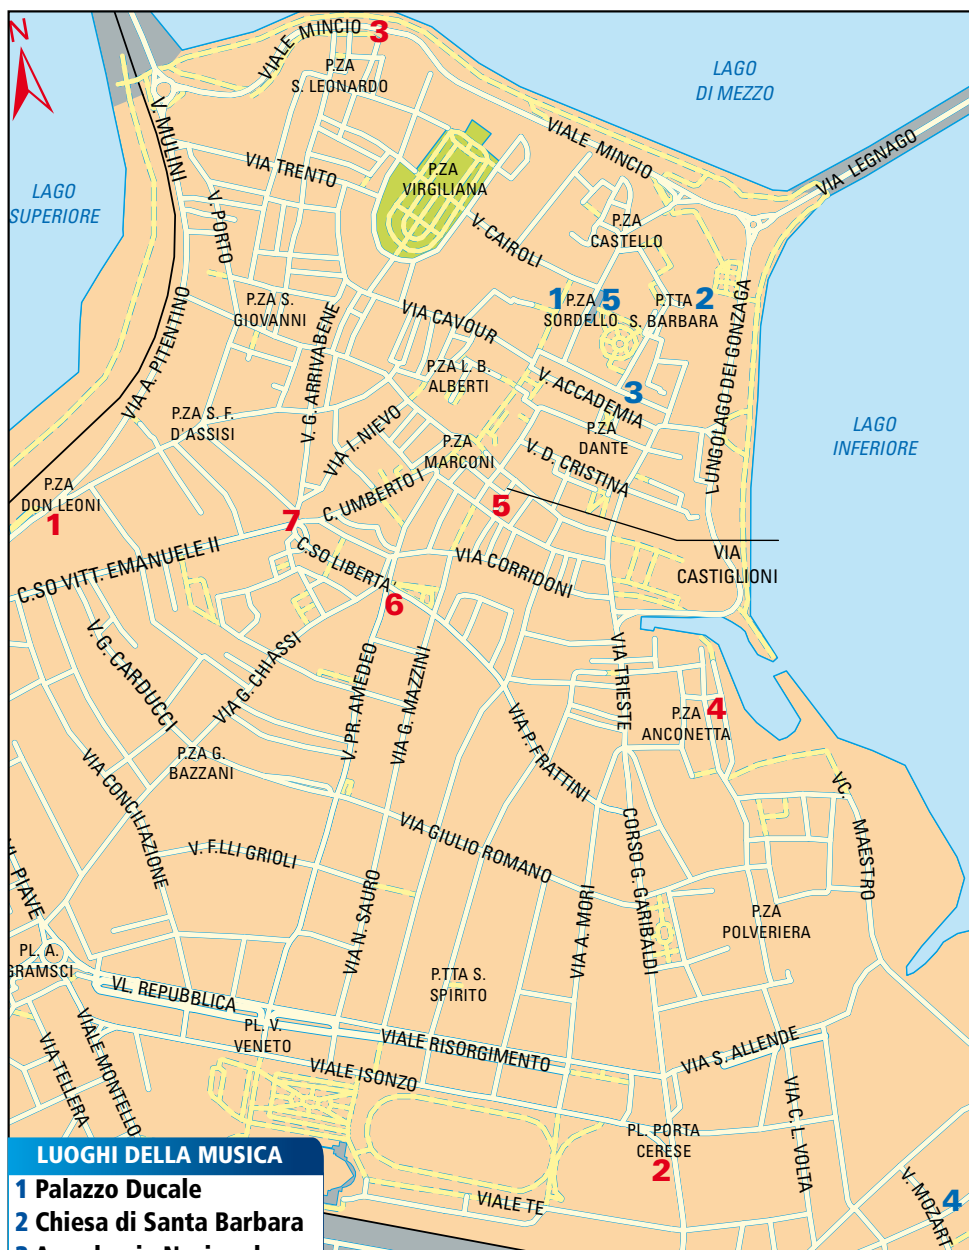 N
VIALE MINCIO 3
P.ZA
S. LEONARDO
LAGO
DI MEZZO
V. MULINI
VIALE MINCIO
VIA LEGNAGO
VIA TRENTO
P.ZA
VIRGILIANA
LAGO
SUPERIORE
V. PORTO
V. CAIROLI
P.ZA
CASTELLO
P.ZA S.
GIOVANNI
1 P.ZA 5
SORDELLO
P.TTA 2
S. BARBARA
VIA CAVOUR
LUNGOLAGO DEI GONZAGA
VIA A. PITENTINO
V. G. ARRIVABENE
P.ZA L. B.
ALBERTI
V. ACCADEMIA
3
P.ZA S. F.
D'ASSISI
VIA I. NIEVO
P.ZA
MARCONI
P.ZA
DANTE
V. D. CRISTINA
LAGO
INFERIORE
P.ZA
DON LEONI
1
C. UMBERTO I
7
5
VIA
CASTIGLIONI
C.SO VITT. EMANUELE II
C.SO LIBERTA'
VIA CORRIDONI
6
V. G. CARDUCCI
VIA G. CHIASSI
V. PR. AMEDEO
VIA G. MAZZINI
VIA TRIESTE
P.ZA 4
ANCONETTA
VIA P. FRATTINI
P.ZA G.
BAZZANI
VIA CONCILIAZIONE
VC. MAESTRO
VIA GIULIO ROMANO
CORSO G. GARIBALDI
V. F.LLI GRIOLI
VL. PIAVE
VIA N. SAURO
VIA A. MORI
P.ZA
POLVERIERA
PL. A.
GRAMSCI
P.TTA S.
SPIRITO
VL. REPUBBLICA
PL. V.
VENETO
VIALE RISORGIMENTO
VIA S. ALLENDE
VIA TELLERA
VIALE MONTELLO
VIALE ISONZO
VIA C. L. VOLTA
PL. PORTA
CERESE
2
VIALE TE
V. MOZART
4
LUOGHI DELLA MUSICA
1 Palazzo Ducale
2 Chiesa di Santa Barbara